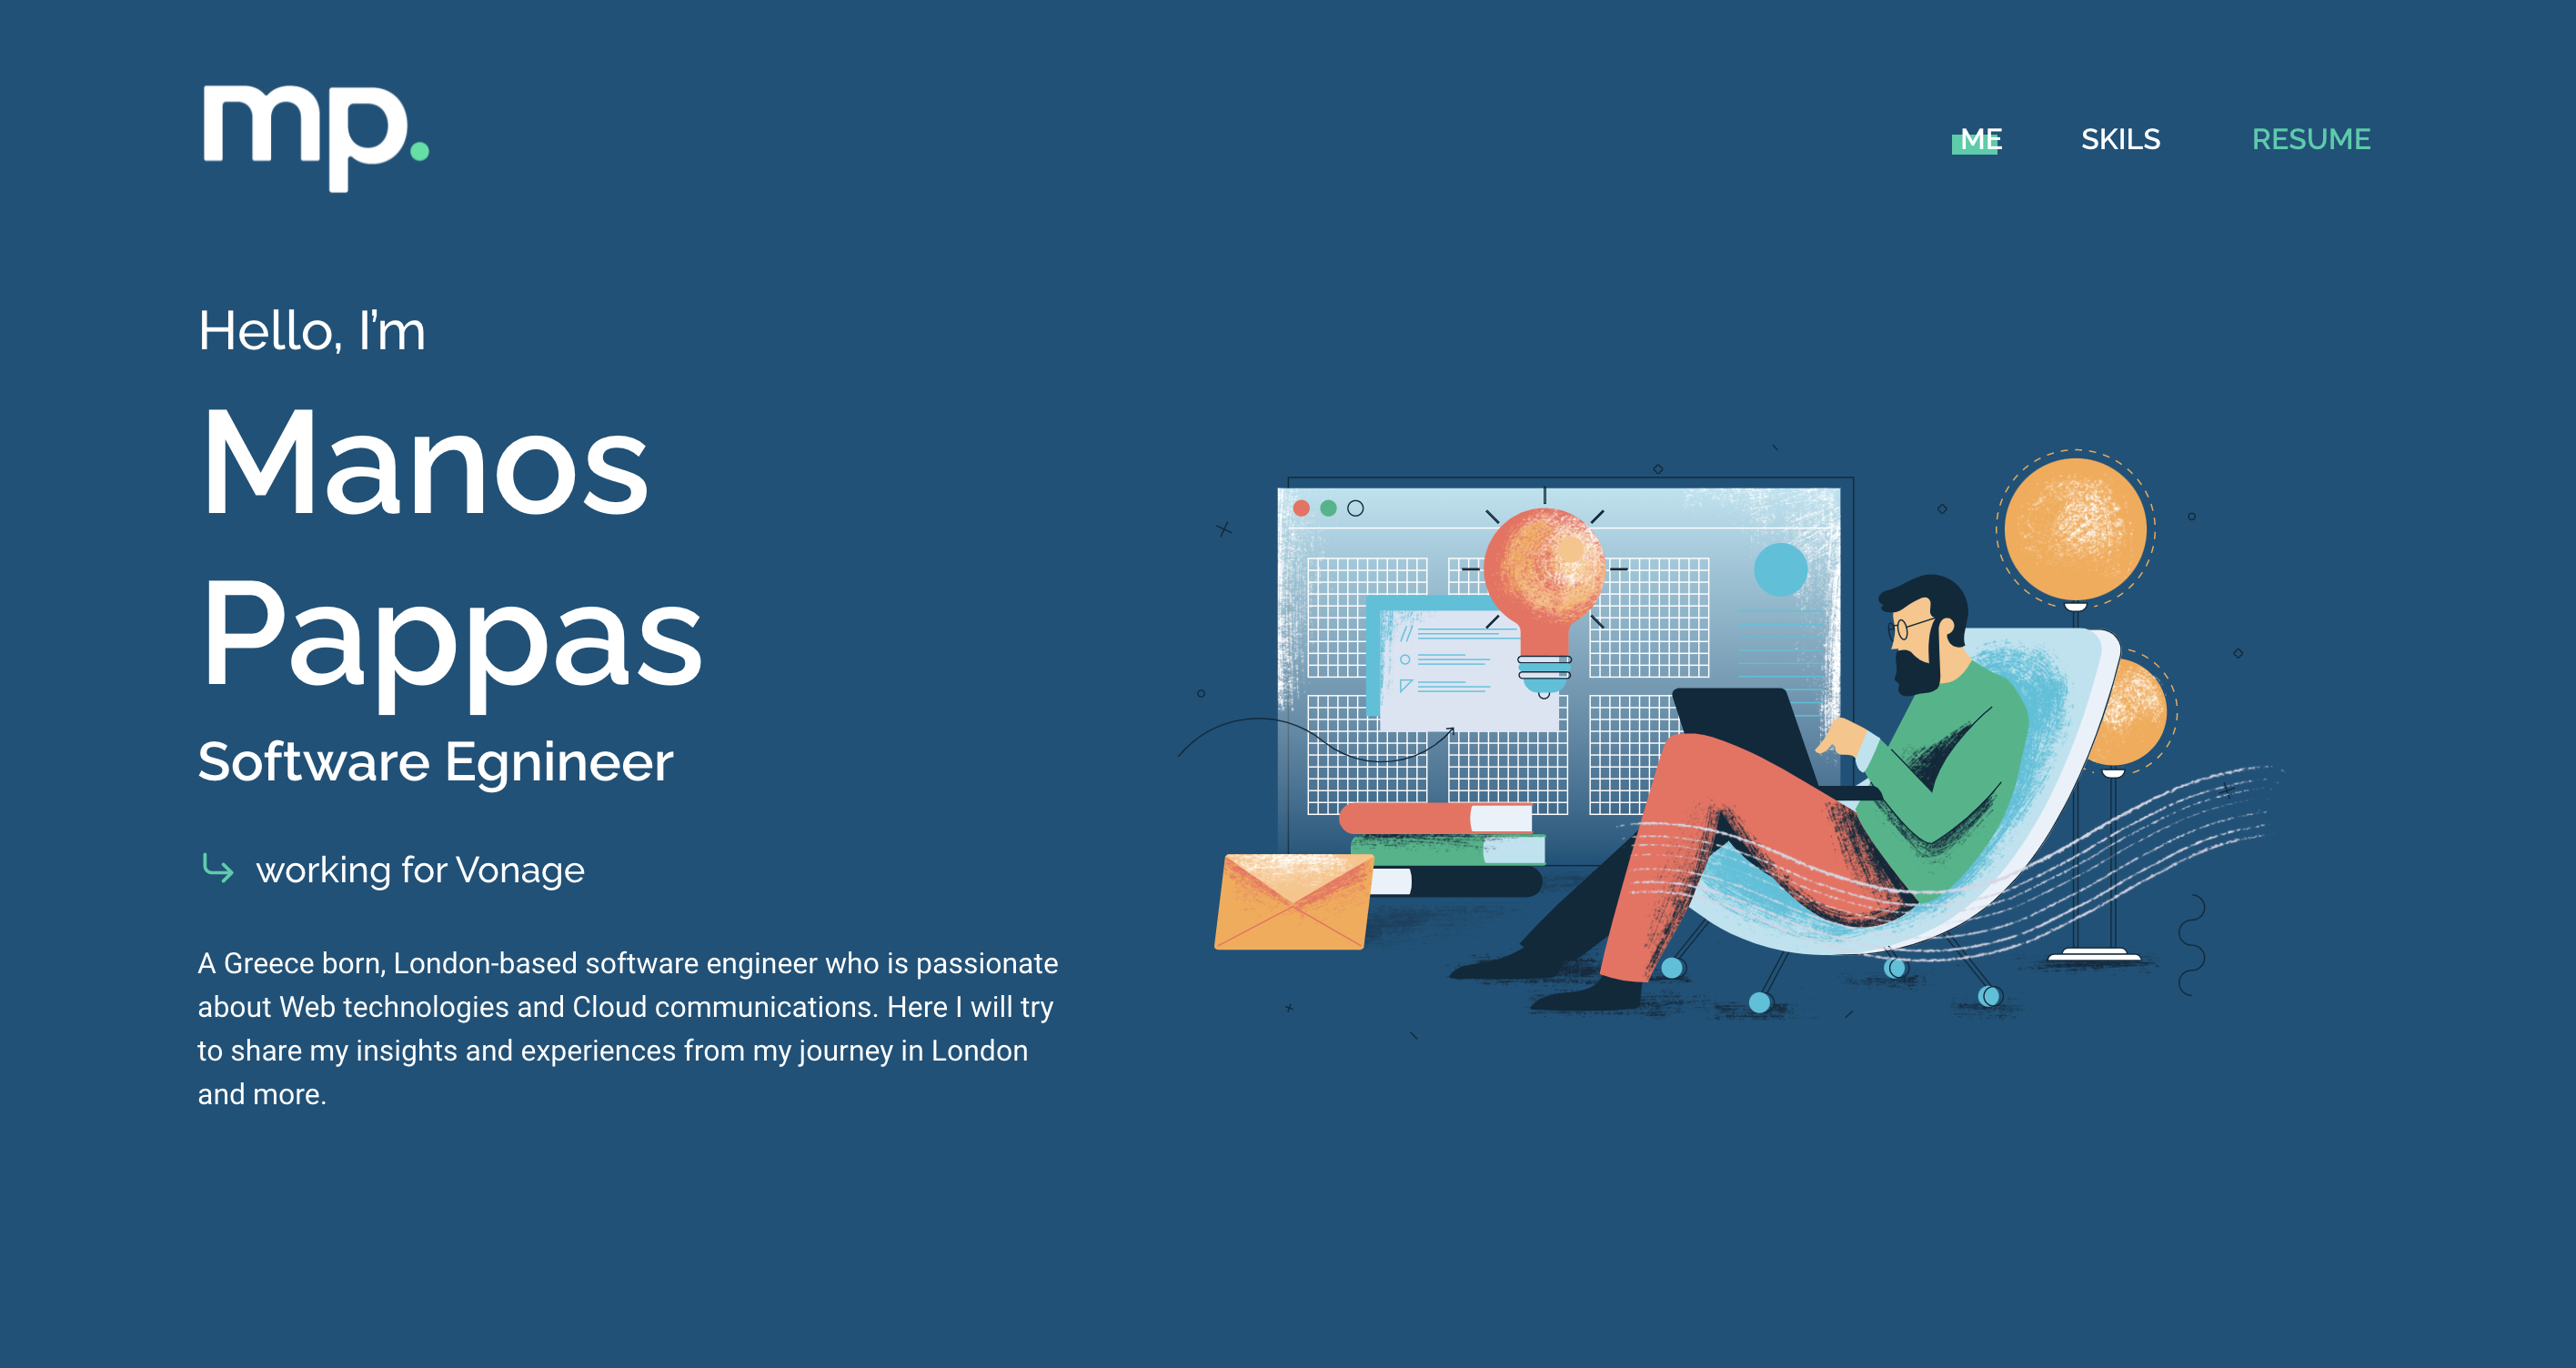 mp.
ME SKILS RESUME
Hello, I’m
Manos
Pappas
Software Egnineer
working for Vonage
A Greece born, London-based software engineer who is passionate
about Web technologies and Cloud communications. Here I will try
to share my insights and experiences from my journey in London
and more.